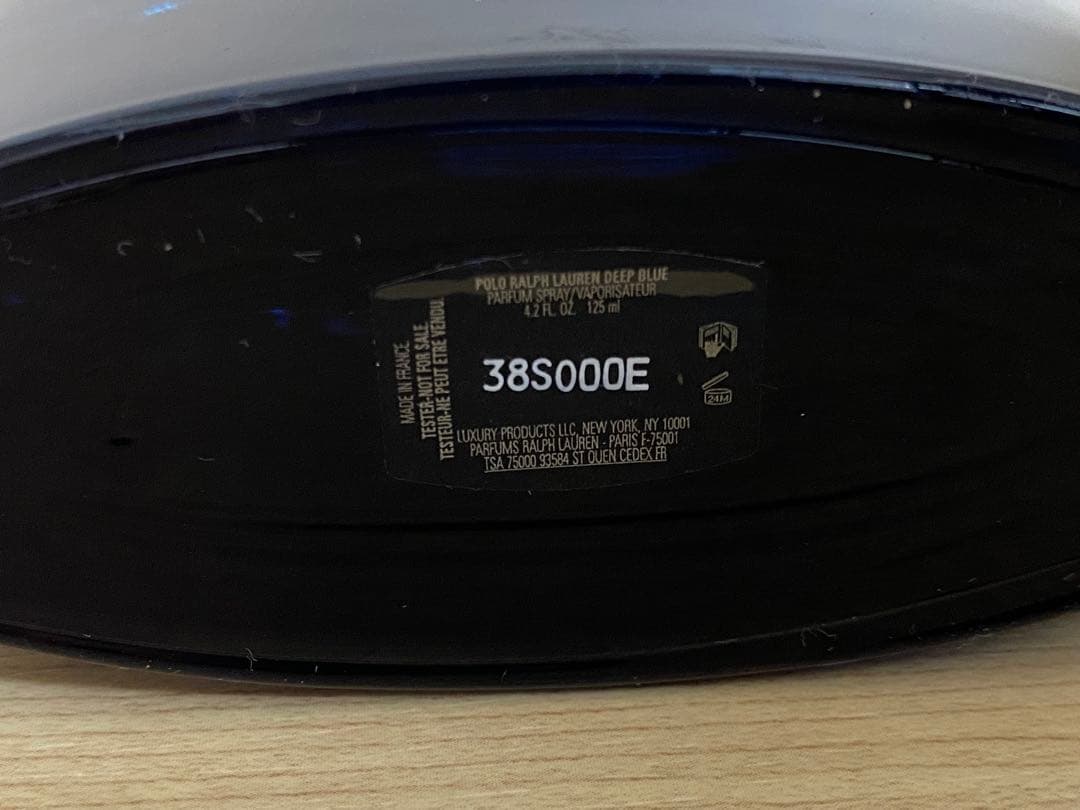 POLO RALPH LAUREN DEEP BLUE
PARFUM SPRAY/VAPORISATEUR
4.2 FL. OZ. 125 ml
MADE IN FRANCE
TESTER-NOT FOR SALE
TESTEUR-NE PEUT ETRE VENDU
38S000E
24M
LUXURY PRODUCTS LLC, NEW YORK, NY 10001
PARFUMS RALPH LAUREN - PARIS F-75001
TSA 75000 93584 ST OUEN CEDEX FR